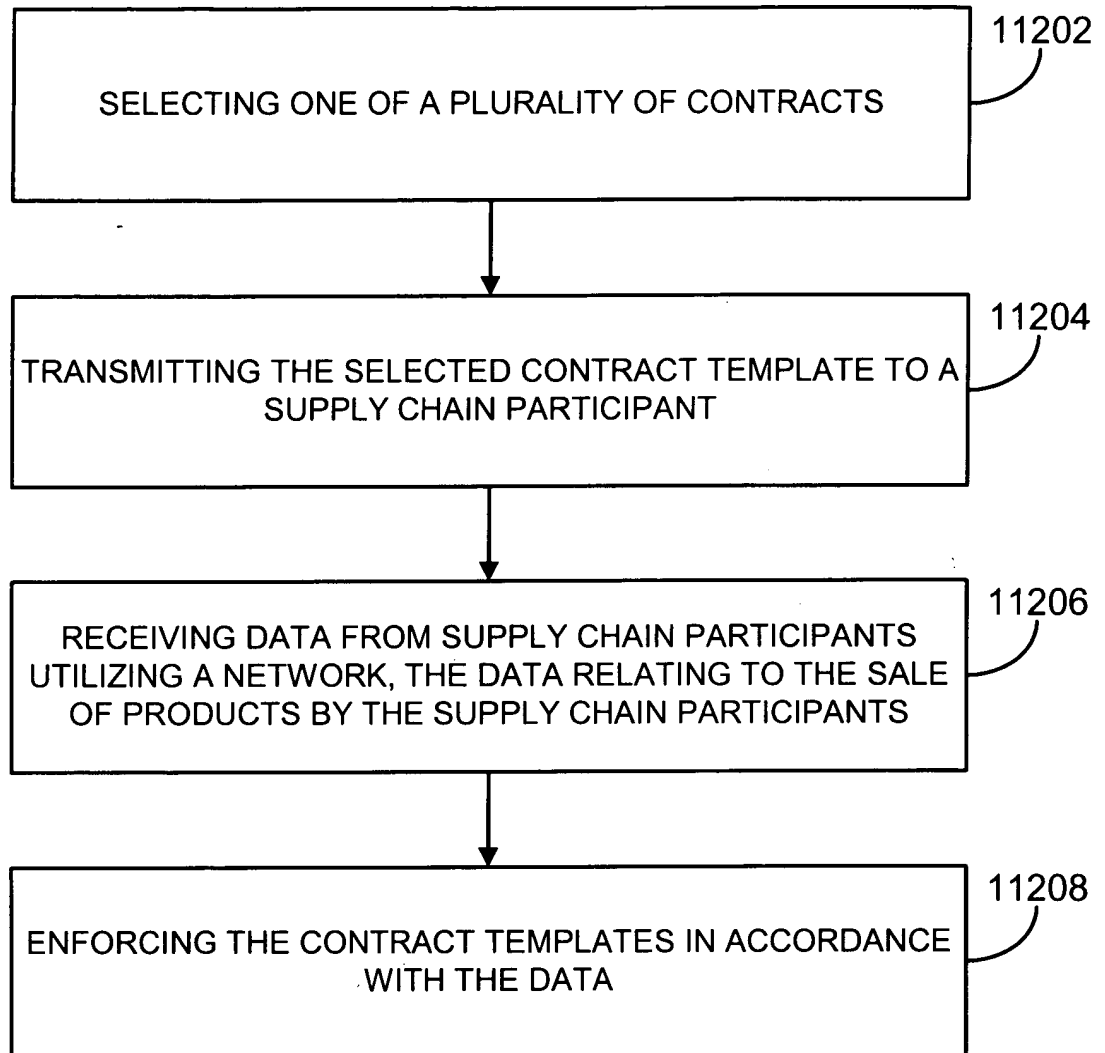 11202
SELECTING ONE OF A PLURALITY OF CONTRACTS
11204
TRANSMITTING THE SELECTED CONTRACT TEMPLATE TO A
SUPPLY CHAIN PARTICIPANT
11206
RECEIVING DATA FROM SUPPLY CHAIN PARTICIPANTS
UTILIZING A NETWORK, THE DATA RELATING TO THE SALE
OF PRODUCTS BY THE SUPPLY CHAIN PARTICIPANTS
11208
ENFORCING THE CONTRACT TEMPLATES IN ACCORDANCE
WITH THE DATA